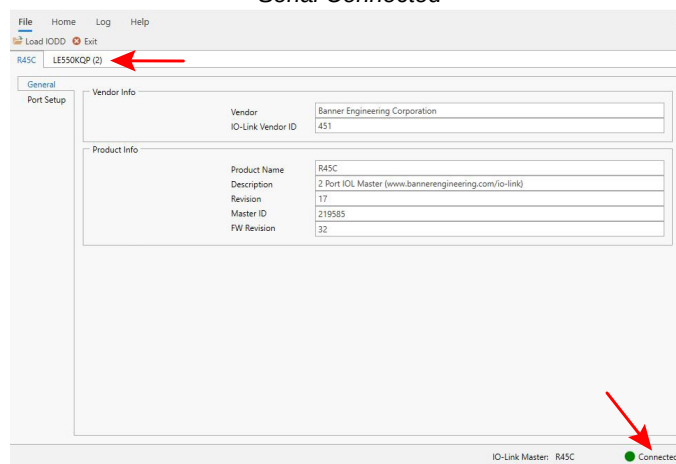 Serial Connected
File Home Log Help
Load IODD Exit
R45C LE550KQP (2)
General
Port Setup
Vendor Info
Vendor Banner Engineering Corporation
IO-Link Vendor ID 451
Product Info
Product Name R45C
Description 2 Port IOL Master (www.bannerengineering.com/io-link)
Revision 17
Master ID 219585
FW Revision 32
IO-Link Master: R45C Connected